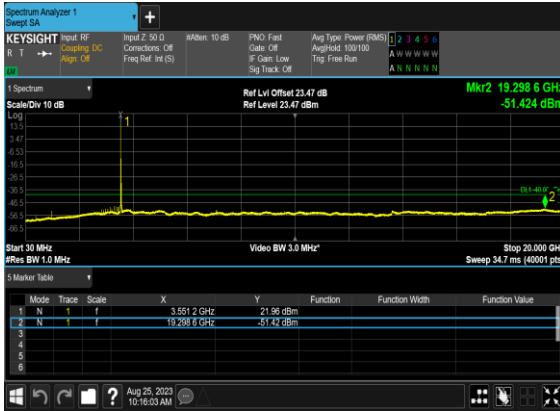 Spectrum Analyzer 1
Swept SA
+
KEYSIGHT Input: RF Input Z: 50 Ω #Atten: 10 dB PNO: Fast Avg Type: Power (RMS) 1 2 3 4 5 6
R T Coupling: DC Corrections: Off Gate: Off Avg|Hold: 100/100 A W W W W W
Align: Off Freq Ref: Int (S) IF Gain: Low Trig: Free Run
Sig Track: Off A N N N N N
1 Spectrum
Ref Lvl Offset 23.47 dB Mkr2 19.298 6 GHz
Scale/Div 10 dB Ref Level 23.47 dBm -51.424 dBm
Log
13.5
3.47
-6.53
-16.5
-26.5
-36.5
-46.5
-56.5
-66.5
1
2
Start 30 MHz Video BW 3.0 MHz* Stop 20.000 GH
#Res BW 1.0 MHz Sweep 34.7 ms (40001 pts
5 Marker Table
Mode Trace Scale X Y Function Function Width Function Value
1 N 1 f 3.551 2 GHz 21.96 dBm
2 N 1 f 19.298 6 GHz -51.42 dBm
3
4
5
6
?
Aug 25, 2023
10:16:03 AM